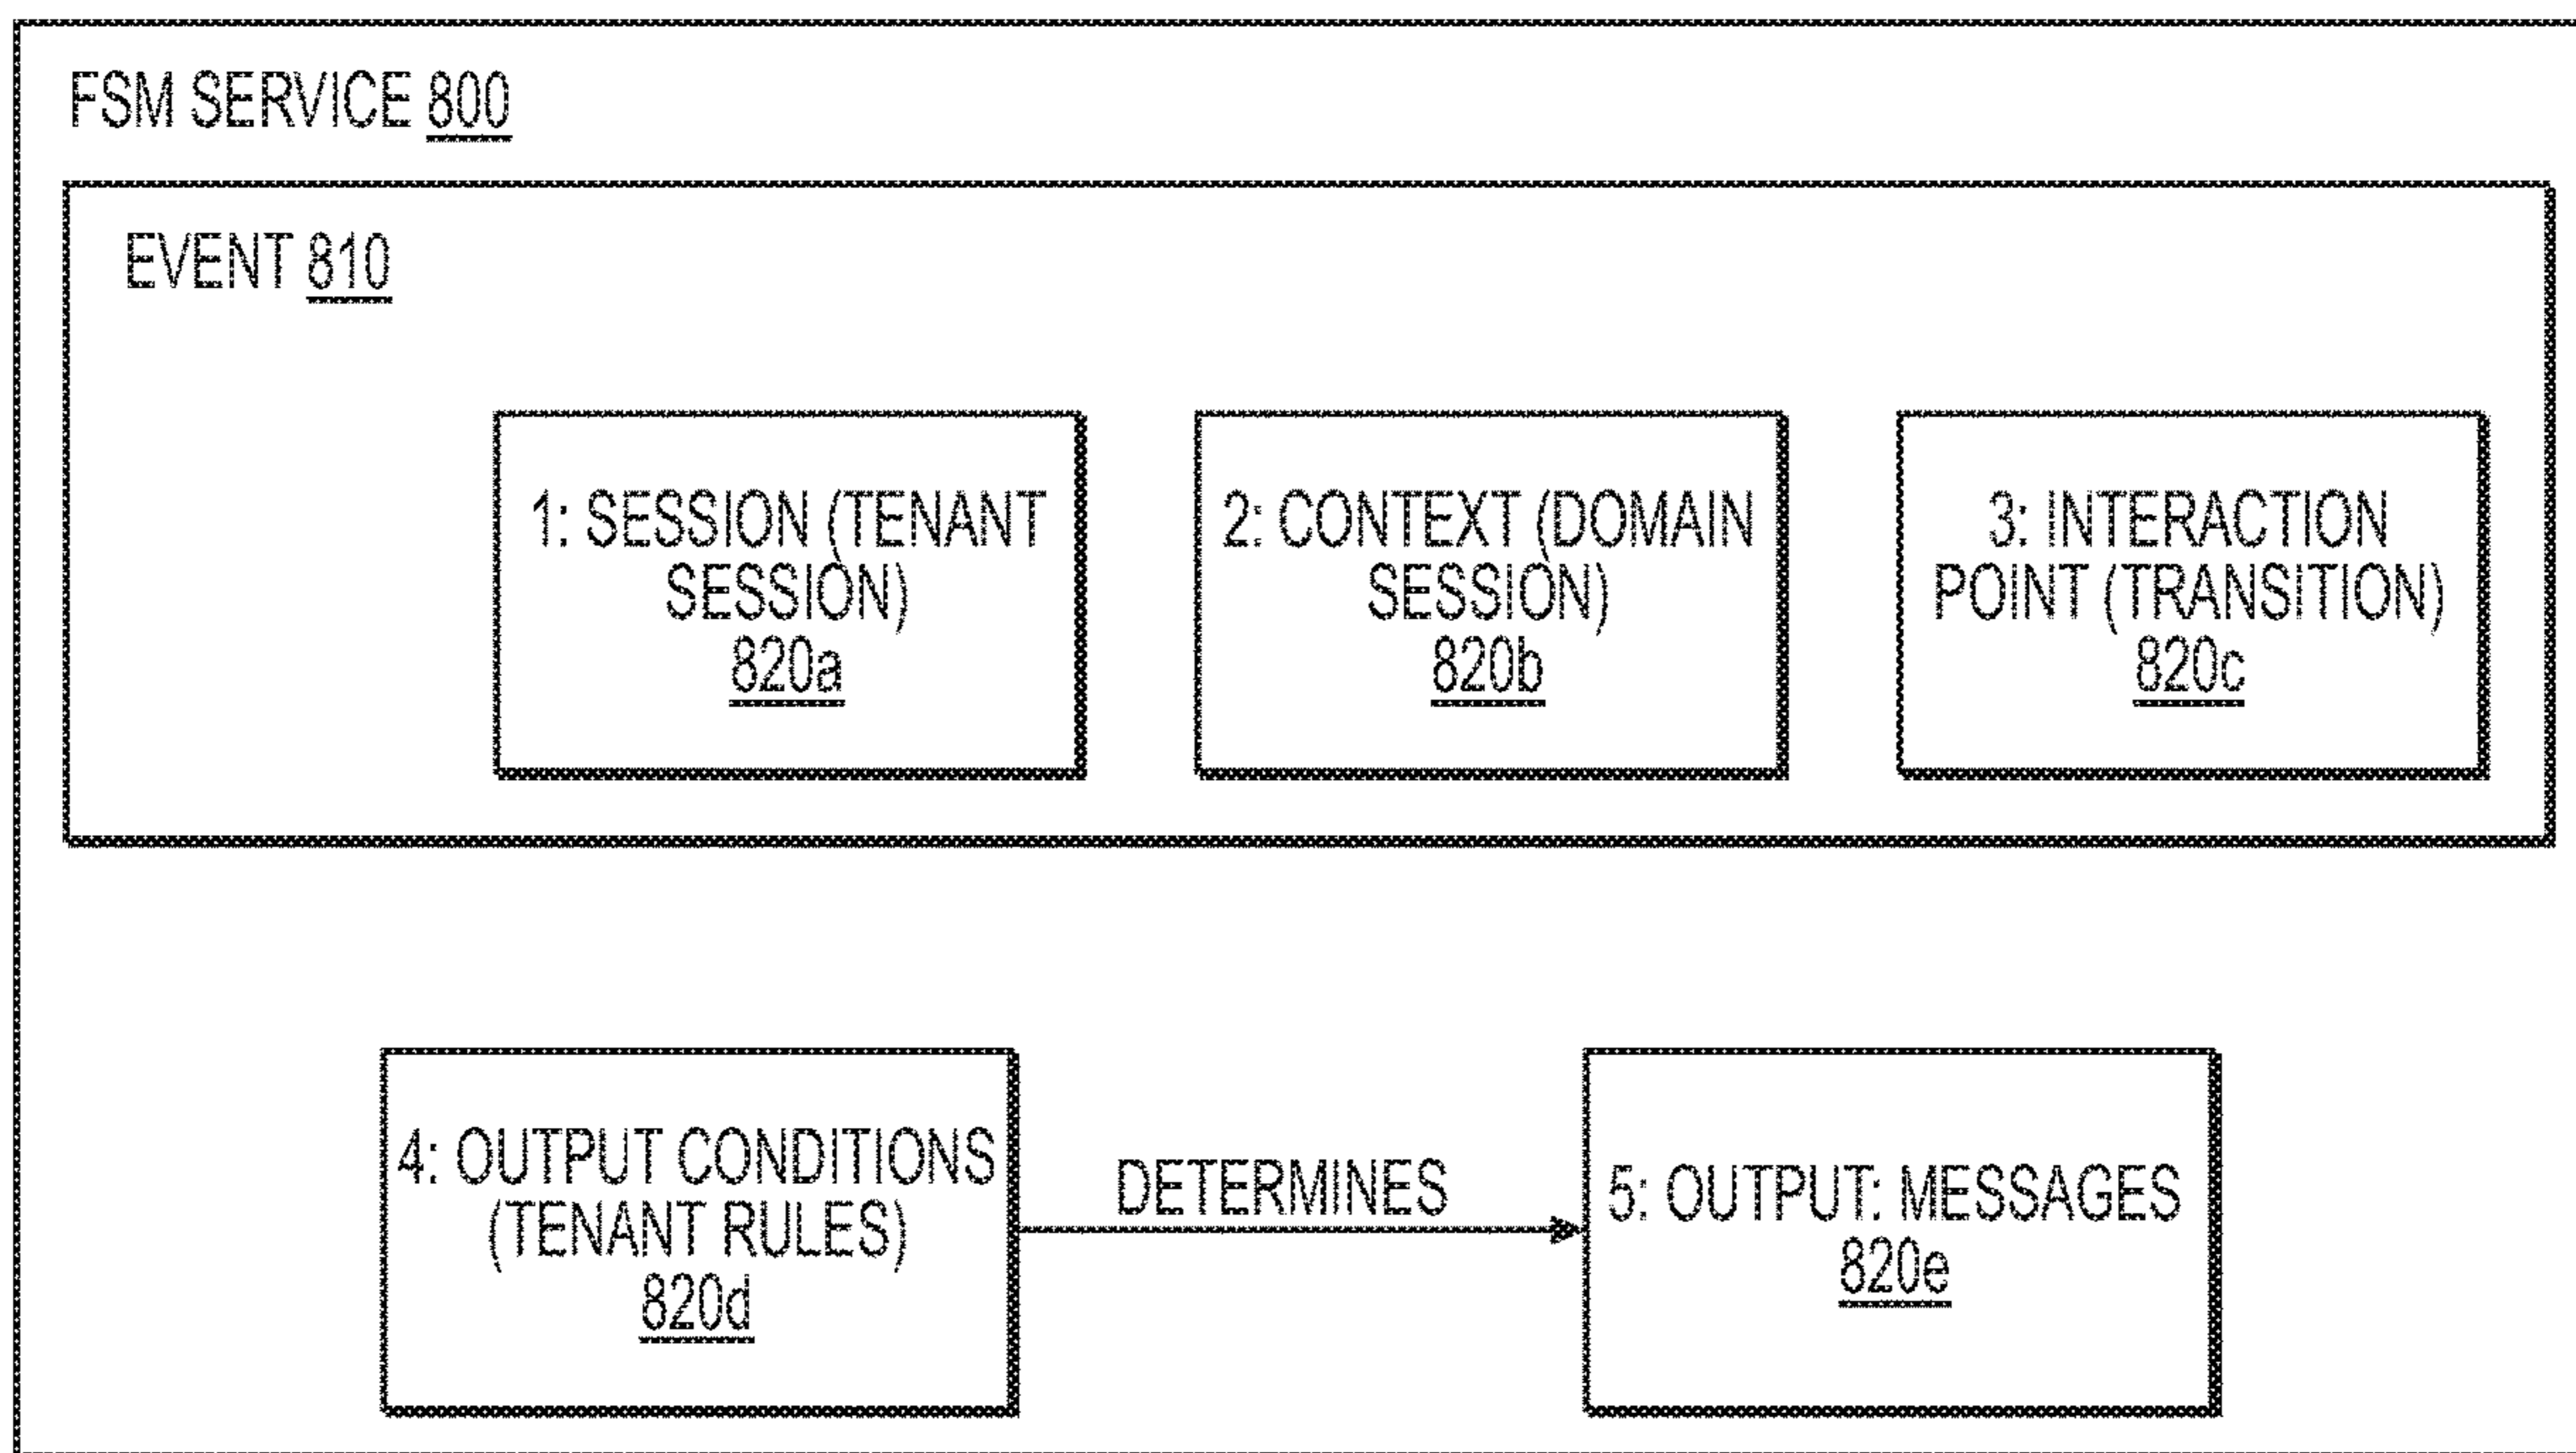 FSM SERVICE 800
EVENT 810
1: SESSION (TENANT
SESSION)
820a
2: CONTEXT (DOMAIN
SESSION)
820b
3: INTERACTION
POINT (TRANSITION)
820c
4: OUTPUT CONDITIONS
(TENANT RULES)
820d
DETERMINES
5: OUTPUT: MESSAGES
820e